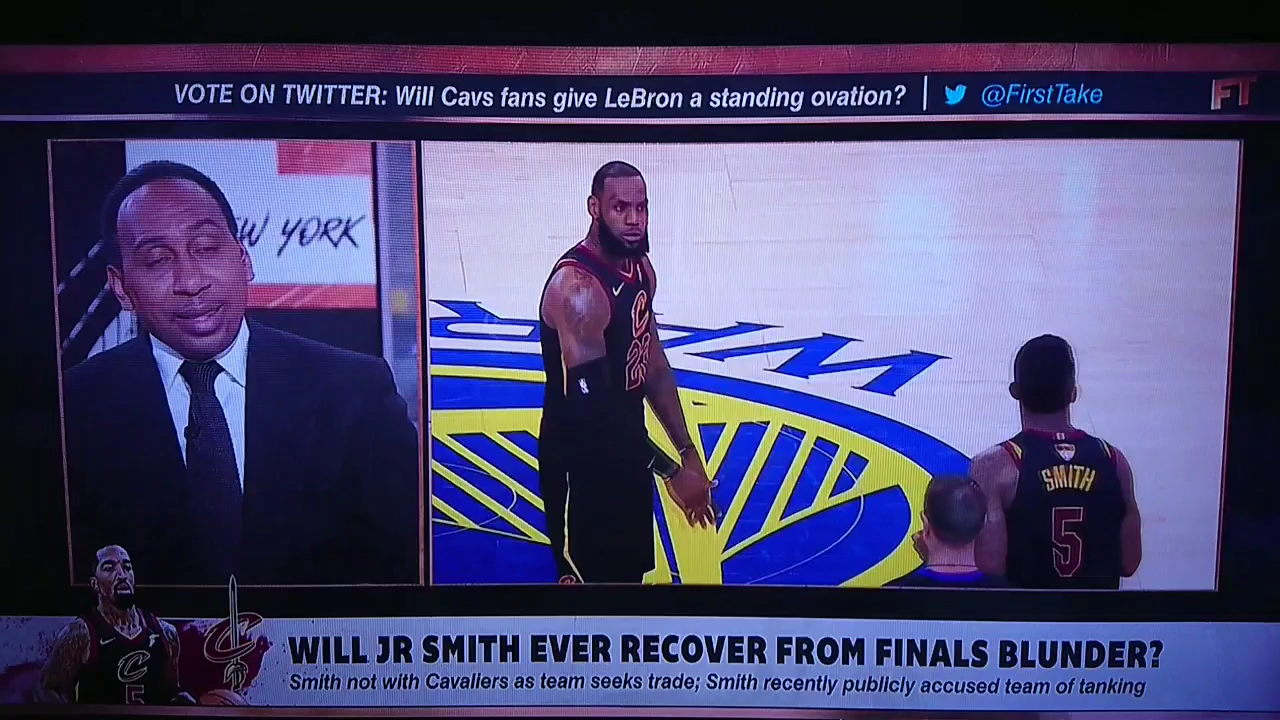 VOTE ON TWITTER: Will Cavs fans give LeBron a standing ovation? @FirstTake FT
W YORK
C
23
SMITH
5
C
5
C
WILL JR SMITH EVER RECOVER FROM FINALS BLUNDER?
Smith not with Cavaliers as team seeks trade; Smith recently publicly accused team of tanking